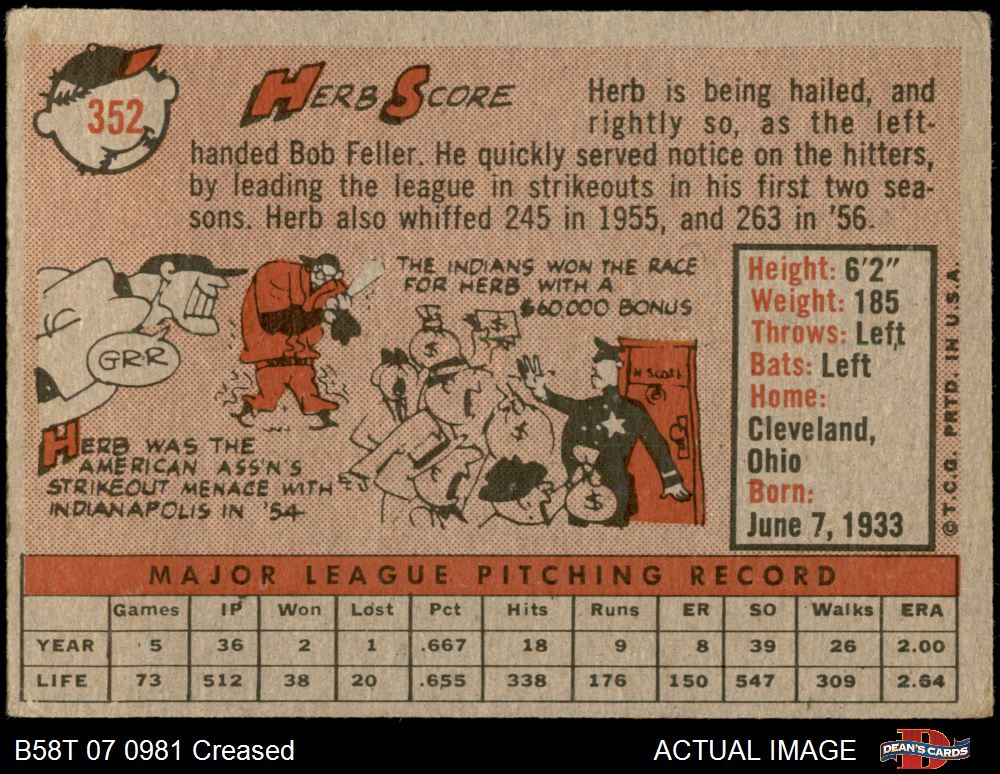 352
HERB SCORE
Herb is being hailed, and
rightly so, as the left-
handed Bob Feller. He quickly served notice on the hitters,
by leading the league in strikeouts in his first two sea-
sons. Herb also whiffed 245 in 1955, and 263 in '56.
GRR
HERB WAS THE
AMERICAN ASS'N'S
STRIKEOUT MENACE WITH
INDIANAPOLIS IN '54
THE INDIANS WON THE RACE
FOR HERB WITH A
$60,000 BONUS
$
$
$
$
H SCORE
Height: 6'2"
Weight: 185
Throws: Left
Bats: Left
Home:
Cleveland,
Ohio
Born:
June 7, 1933
© T.C.G. PRTD. IN U.S.A.
MAJOR LEAGUE PITCHING RECORD
Games IP Won Lost Pct Hits Runs ER SO Walks ERA
YEAR 5 36 2 1 .667 18 9 8 39 26 2.00
LIFE 73 512 38 20 .655 338 176 150 547 309 2.64
B58T 07 0981 Creased
ACTUAL IMAGE
DEAN'S CARDS